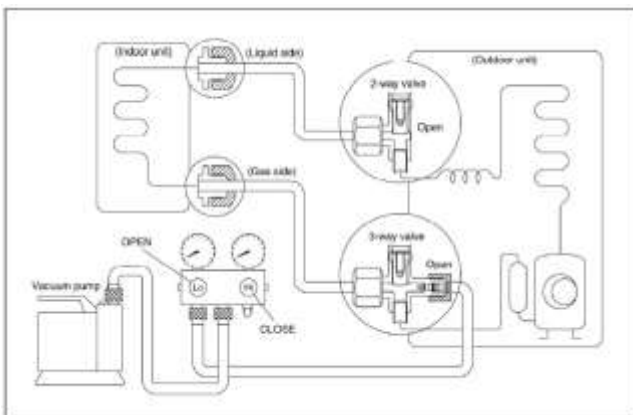 (Indoor unit)
(Liquid side)
(Outdoor unit)
2-way valve
Open
(Gas side)
3-way valve
OPEN
Open
Vacuum pump
Lo
Hi
CLOSE